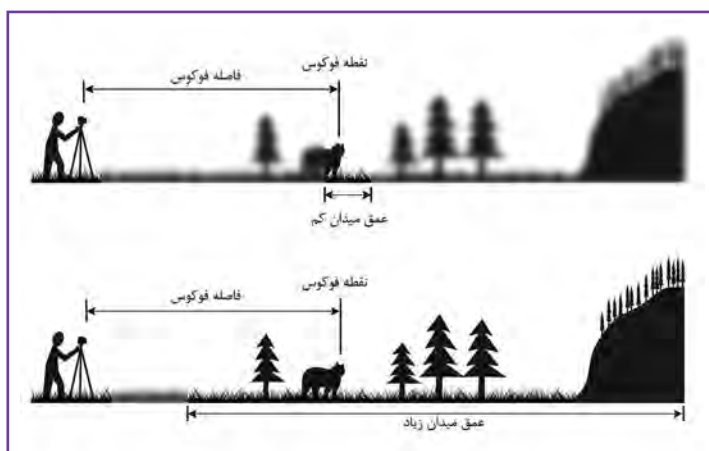 نقطه فوکوس
فاصله فوکوس
عمق میدان کم
نقطه فوکوس
فاصله فوکوس
عمق میدان زیاد